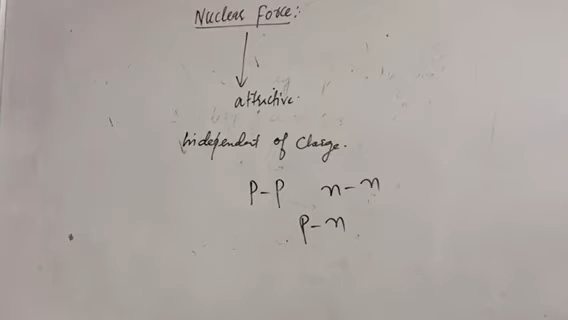 Nuclear Force:
attractive.
independent of Charge.
P-P n-n
P-n